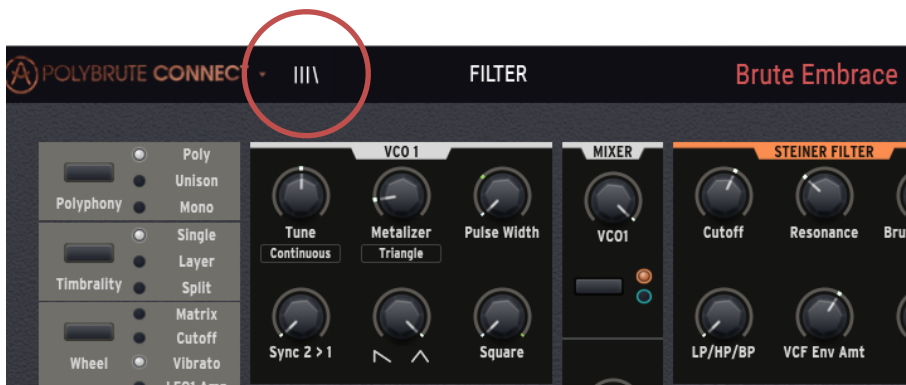 POLYBRUTE CONNECT
FILTER
Brute Embrace
Polyphony
Poly
Unison
Mono
Timbrality
Single
Layer
Split
Wheel
Matrix
Cutoff
Vibrato
VCO 1
Tune
Metalizer
Pulse Width
Continuous
Triangle
Sync 2 > 1
Square
MIXER
VCO1
STEINER FILTER
Cutoff
Resonance
LP/HP/BP
VCF Env Amt